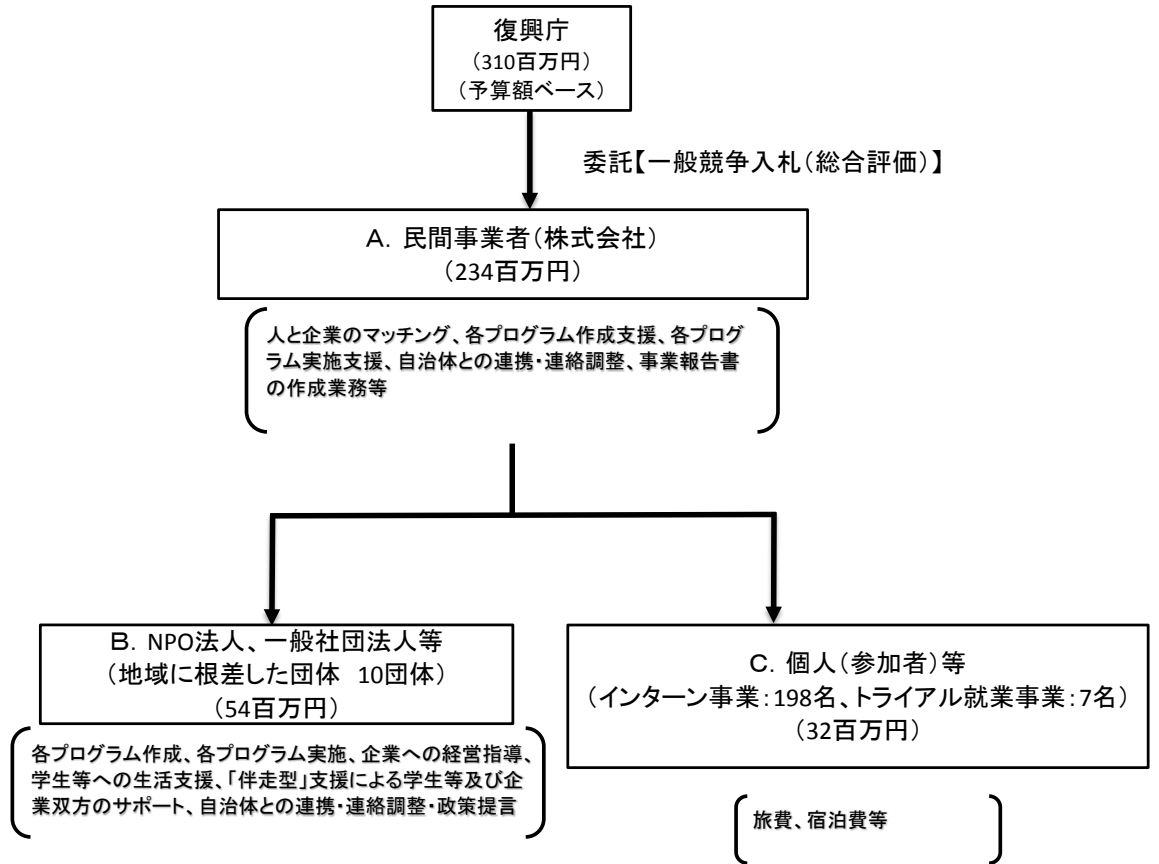 復興庁
（310百万円）
（予算額ベース）
委託【一般競争入札（総合評価）】
A．民間事業者（株式会社）
（234百万円）
人と企業のマッチング、各プログラム作成支援、各プログ
ラム実施支援、自治体との連携・連絡調整、事業報告書
の作成業務等
B．NPO法人、一般社団法人等
（地域に根差した団体　10団体）
（54百万円）
各プログラム作成、各プログラム実施、企業への経営指導、
学生等への生活支援、「伴走型」支援による学生等及び企
業双方のサポート、自治体との連携・連絡調整・政策提言
C．個人（参加者）等
（インターン事業：198名、トライアル就業事業：7名）
（32百万円）
旅費、宿泊費等